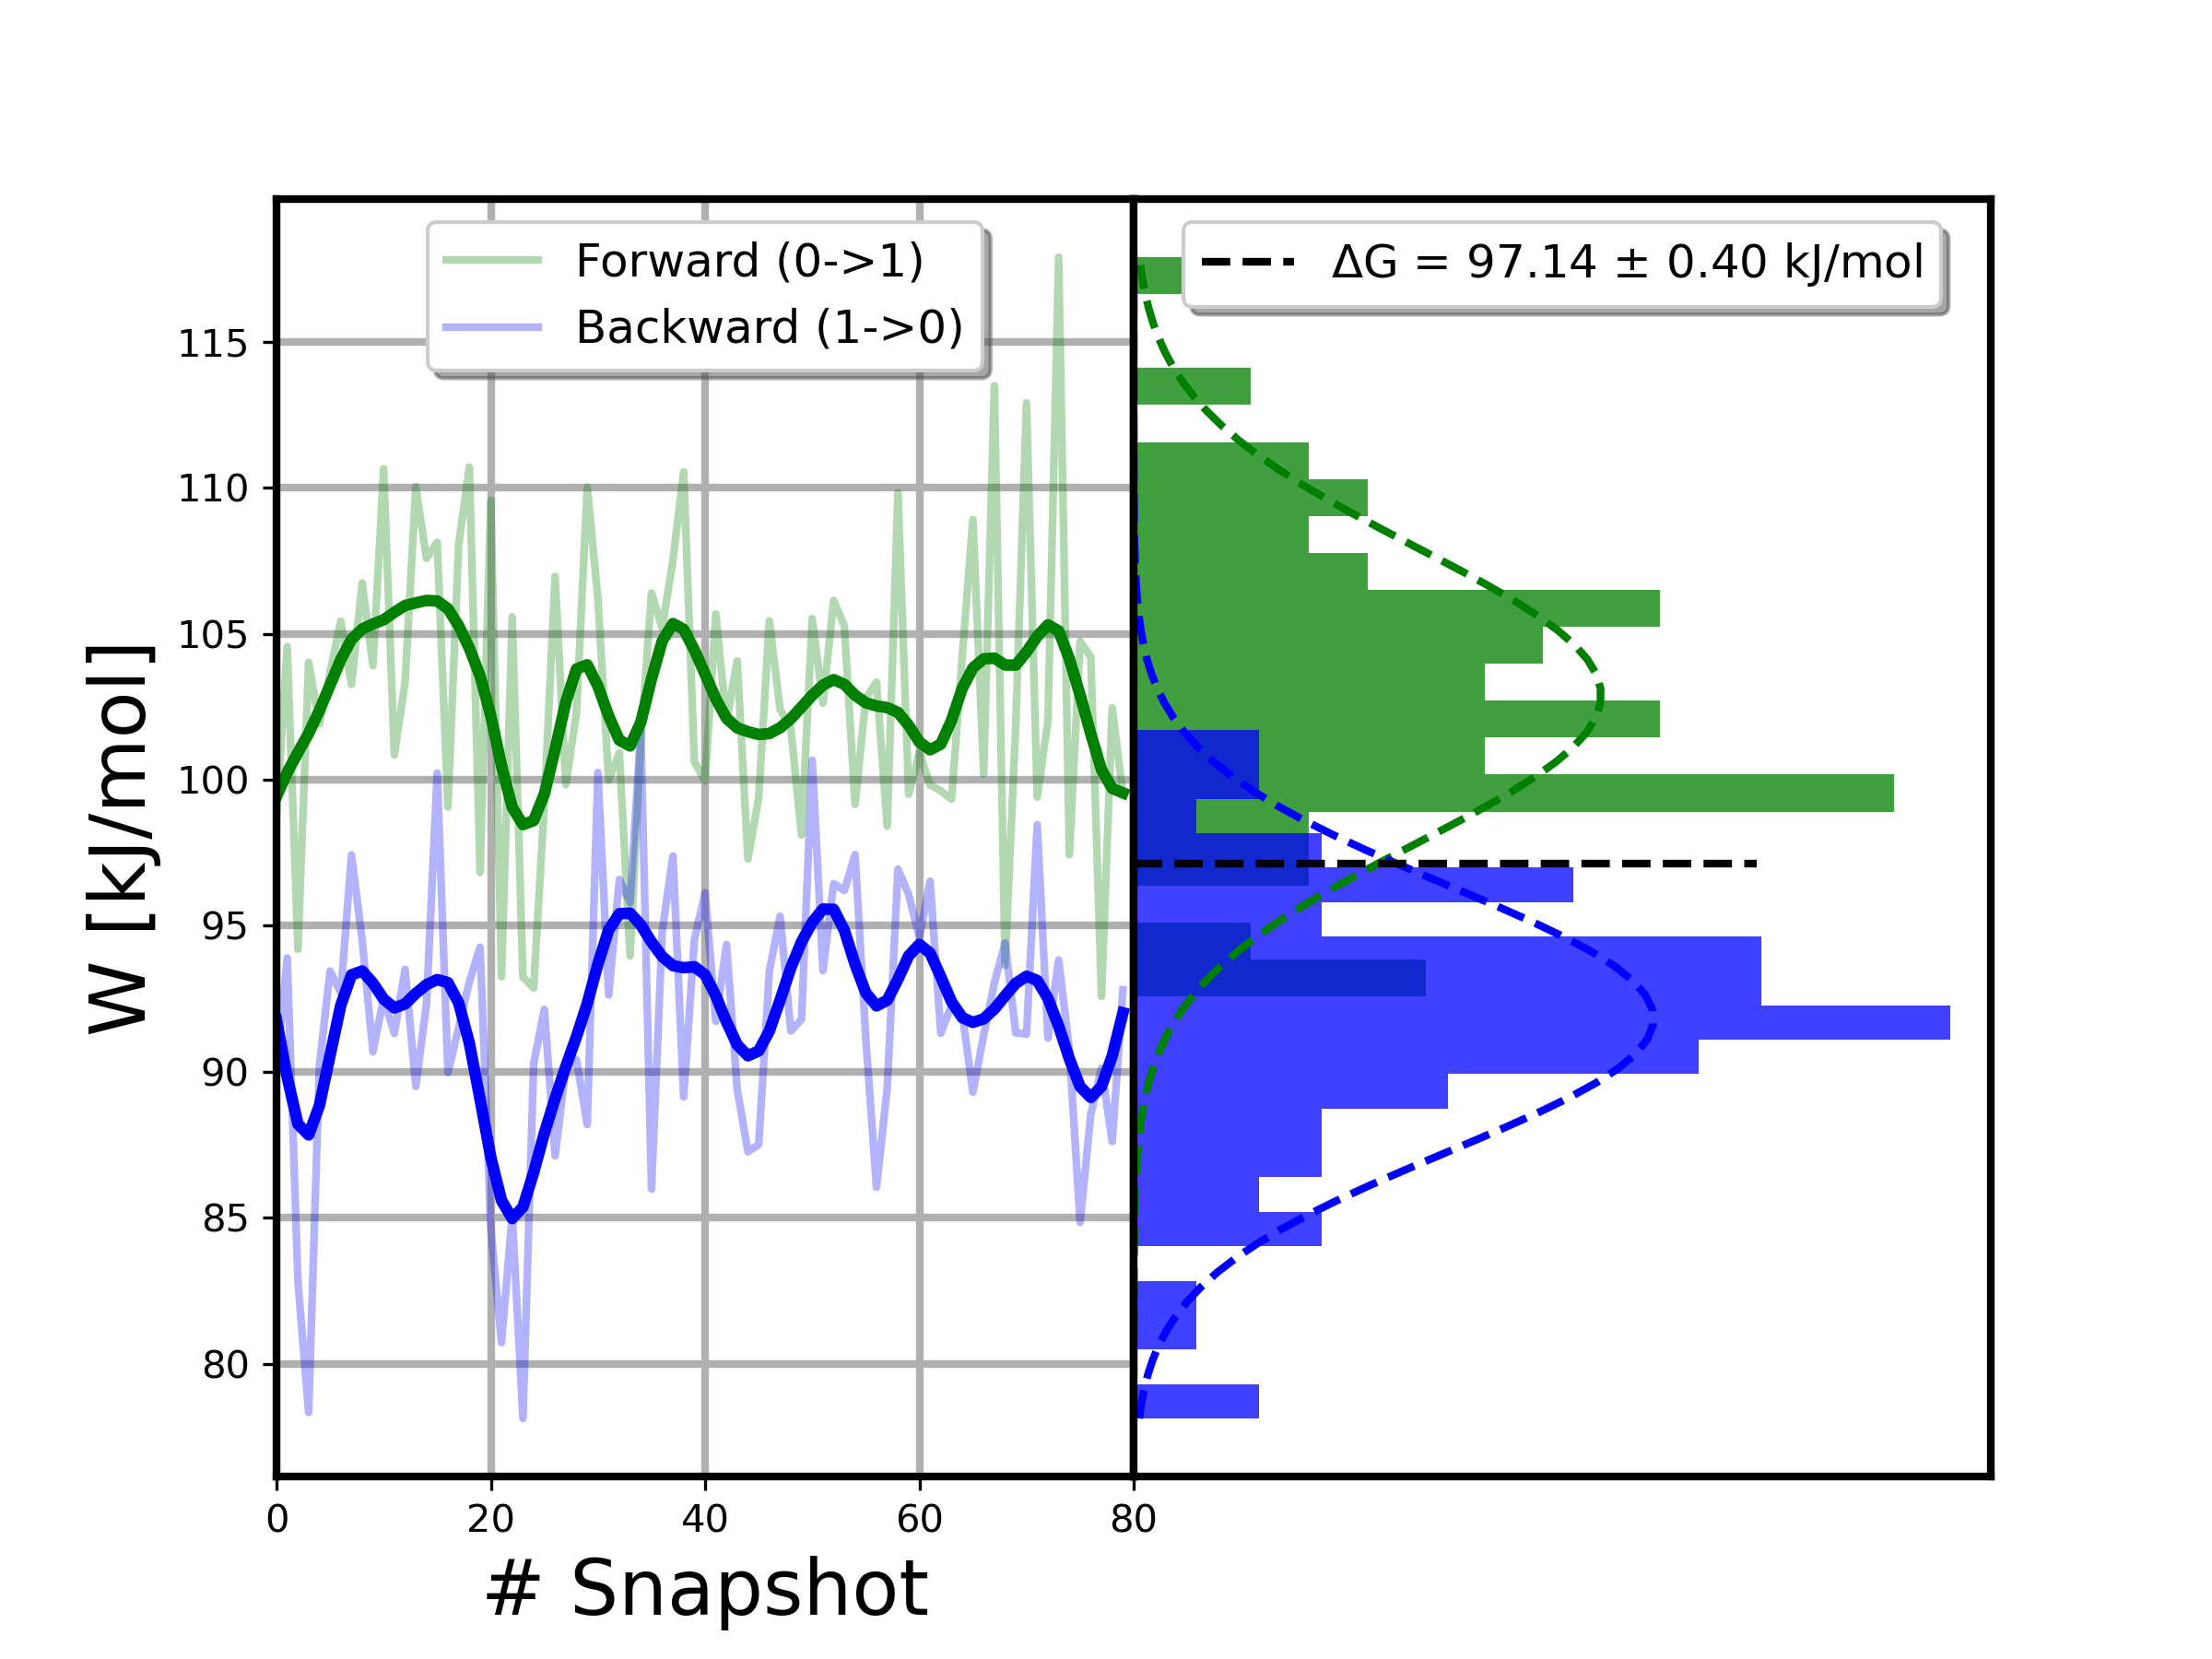 Forward (0->1)
Backward (1->0)
ΔG = 97.14 ± 0.40 kJ/mol
W [kJ/mol]
115
110
105
100
95
90
85
80
0 20 40 60 80
# Snapshot